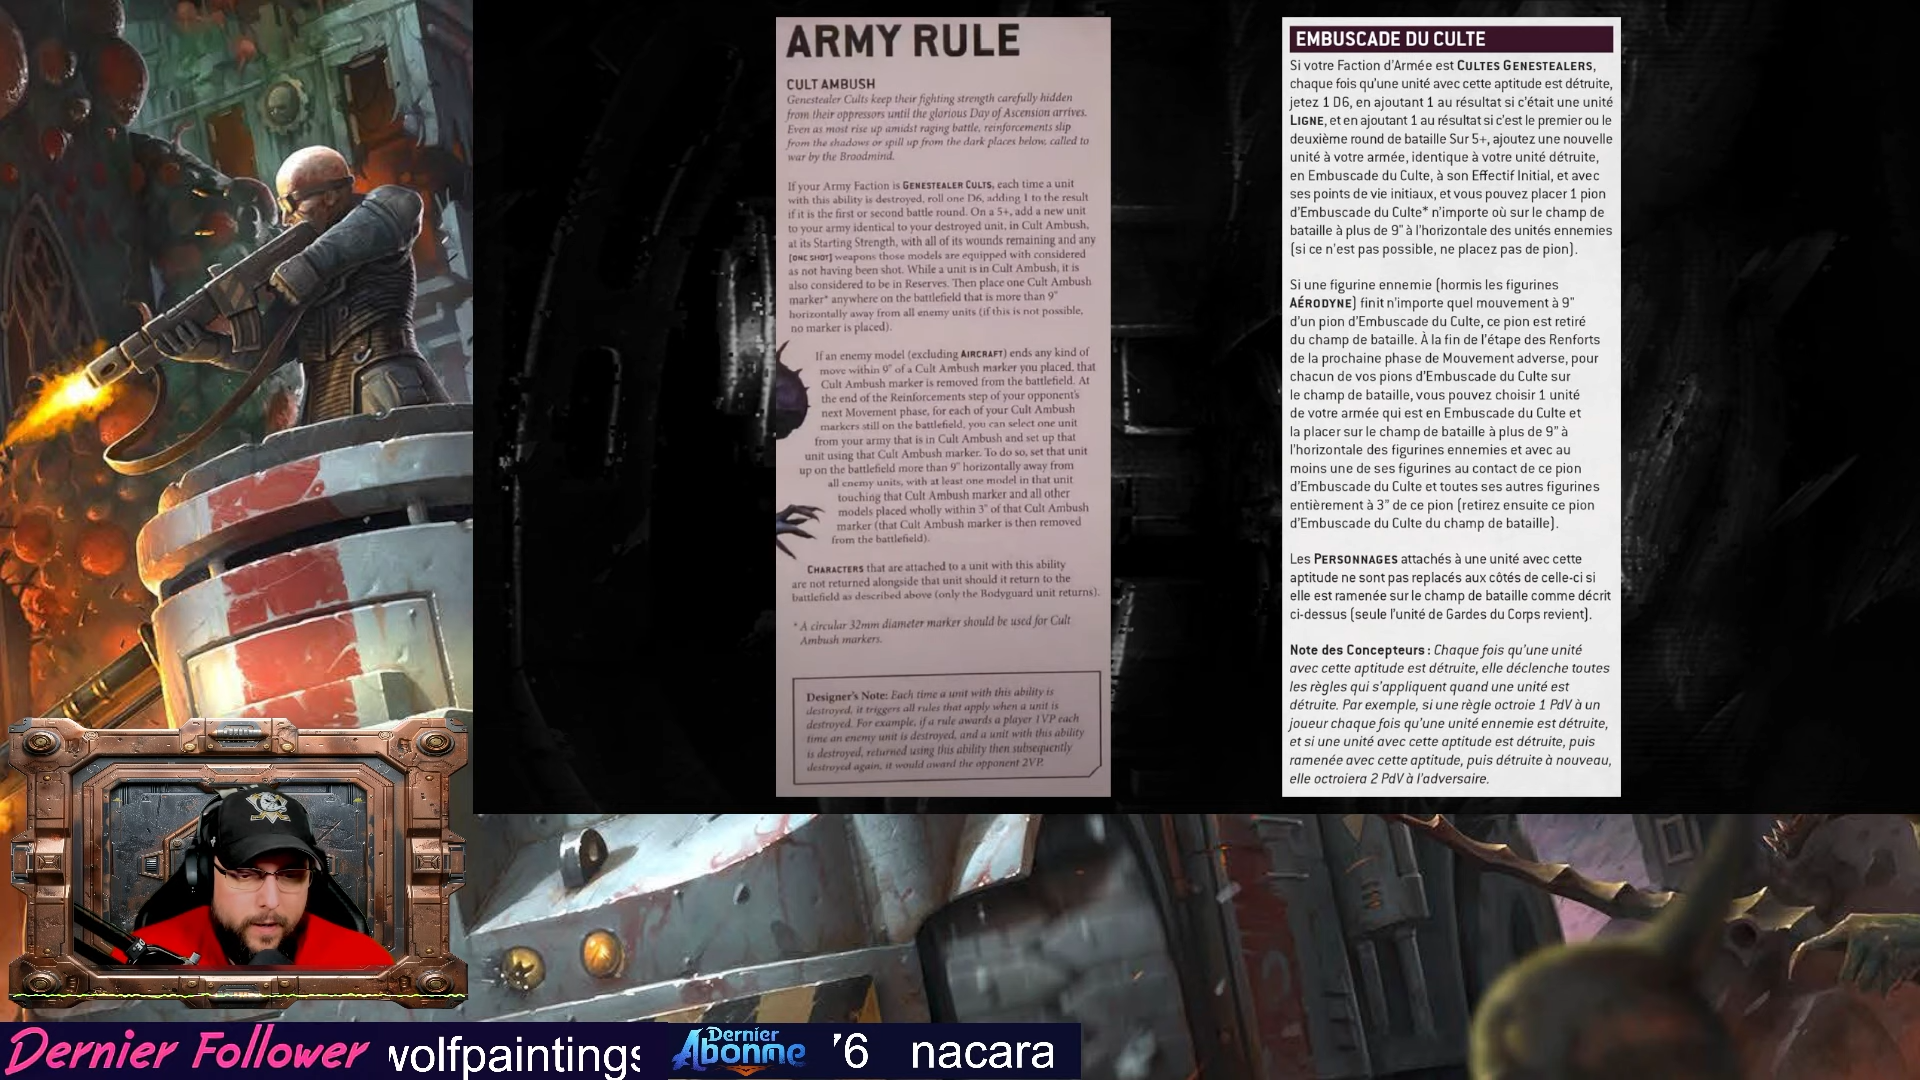 ARMY RULE
CULT AMBUSH
Genestealer Cults keep their fighting strength carefully hidden
from their oppressors until the glorious Day of Ascension arrives.
Even as most rise up amidst raging battle, reinforcements slip
from the shadows or spill up from the dark places below, called to
war by the Broodmind.
If your Army Faction is GENESTEALER CULTS, each time a unit
with this ability is destroyed, roll one D6, adding 1 to the result
if it is the first or second battle round. On a 5+, add a new unit
to your army identical to your destroyed unit, in Cult Ambush,
at its Starting Strength, with all of its wounds remaining and any
[ONE SHOT] weapons those models are equipped with considered
as not having been shot. While a unit is in Cult Ambush, it is
also considered to be in Reserves. Then place one Cult Ambush
marker* anywhere on the battlefield that is more than 9"
horizontally away from all enemy units (if this is not possible,
no marker is placed).
If an enemy model (excluding AIRCRAFT) ends any kind of
move within 9" of a Cult Ambush marker you placed, that
Cult Ambush marker is removed from the battlefield. At
the end of the Reinforcements step of your opponent's
next Movement phase, for each of your Cult Ambush
markers still on the battlefield, you can select one unit
from your army that is in Cult Ambush and set up that
unit using that Cult Ambush marker. To do so, set that unit
up on the battlefield more than 9" horizontally away from
all enemy units, with at least one model in that unit
touching that Cult Ambush marker and all other
models placed wholly within 3" of that Cult Ambush
marker (that Cult Ambush marker is then removed
from the battlefield).
CHARACTERS that are attached to a unit with this ability
are not returned alongside that unit should it return to the
battlefield as described above (only the Bodyguard unit returns).
* A circular 32mm diameter marker should be used for Cult
Ambush markers.
Designer's Note: Each time a unit with this ability is
destroyed, it triggers all rules that apply when a unit is
destroyed. For example, if a rule awards a player 1VP each
time an enemy unit is destroyed, and a unit with this ability
is destroyed, returned using this ability then subsequently
destroyed again, it would award the opponent 2VP.
EMBUSCADE DU CULTE
Si votre Faction d'Armée est CULTES GENESTEALERS,
chaque fois qu'une unité avec cette aptitude est détruite,
jetez 1 D6, en ajoutant 1 au résultat si c'était une unité
LIGNE, et en ajoutant 1 au résultat si c'est le premier ou le
deuxième round de bataille Sur 5+, ajoutez une nouvelle
unité à votre armée, identique à votre unité détruite,
en Embuscade du Culte, à son Effectif Initial, et avec
ses points de vie initiaux, et vous pouvez placer 1 pion
d'Embuscade du Culte* n'importe où sur le champ de
bataille à plus de 9" à l'horizontale des unités ennemies
(si ce n'est pas possible, ne placez pas de pion).
Si une figurine ennemie (hormis les figurines
AÉRODYNE) finit n'importe quel mouvement à 9"
d'un pion d'Embuscade du Culte, ce pion est retiré
du champ de bataille. À la fin de l'étape des Renforts
de la prochaine phase de Mouvement adverse, pour
chacun de vos pions d'Embuscade du Culte sur
le champ de bataille, vous pouvez choisir 1 unité
de votre armée qui est en Embuscade du Culte et
la placer sur le champ de bataille à plus de 9" à
l'horizontale des figurines ennemies et avec au
moins une de ses figurines au contact de ce pion
d'Embuscade du Culte et toutes ses autres figurines
entièrement à 3" de ce pion (retirez ensuite ce pion
d'Embuscade du Culte du champ de bataille).
Les PERSONNAGES attachés à une unité avec cette
aptitude ne sont pas replacés aux côtés de celle-ci si
elle est ramenée sur le champ de bataille comme décrit
ci-dessus (seule l'unité de Gardes du Corps revient).
Note des Concepteurs : Chaque fois qu'une unité
avec cette aptitude est détruite, elle déclenche toutes
les règles qui s'appliquent quand une unité est
détruite. Par exemple, si une règle octroie 1 PdV à un
joueur chaque fois qu'une unité ennemie est détruite,
et si une unité avec cette aptitude est détruite, puis
ramenée avec cette aptitude, puis détruite à nouveau,
elle octroiera 2 PdV à l'adversaire.
Dernier Follower
wolfpaintings
Dernier
Abonné
'6 nacara